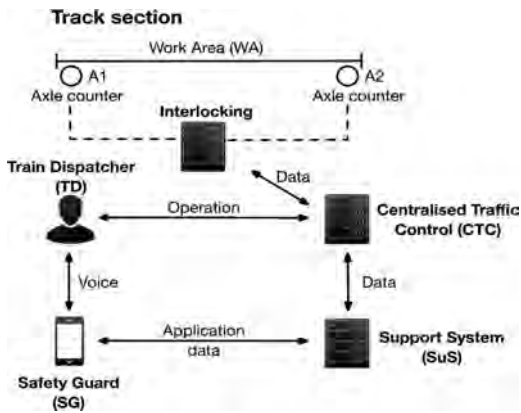 Track section
Work Area (WA)
A1
A2
Axle counter
Axle counter
Interlocking
Train Dispatcher
(TD)
Data
Operation
Centralised Traffic
Control (CTC)
Voice
Data
Application
data
Support System
(SuS)
Safety Guard
(SG)